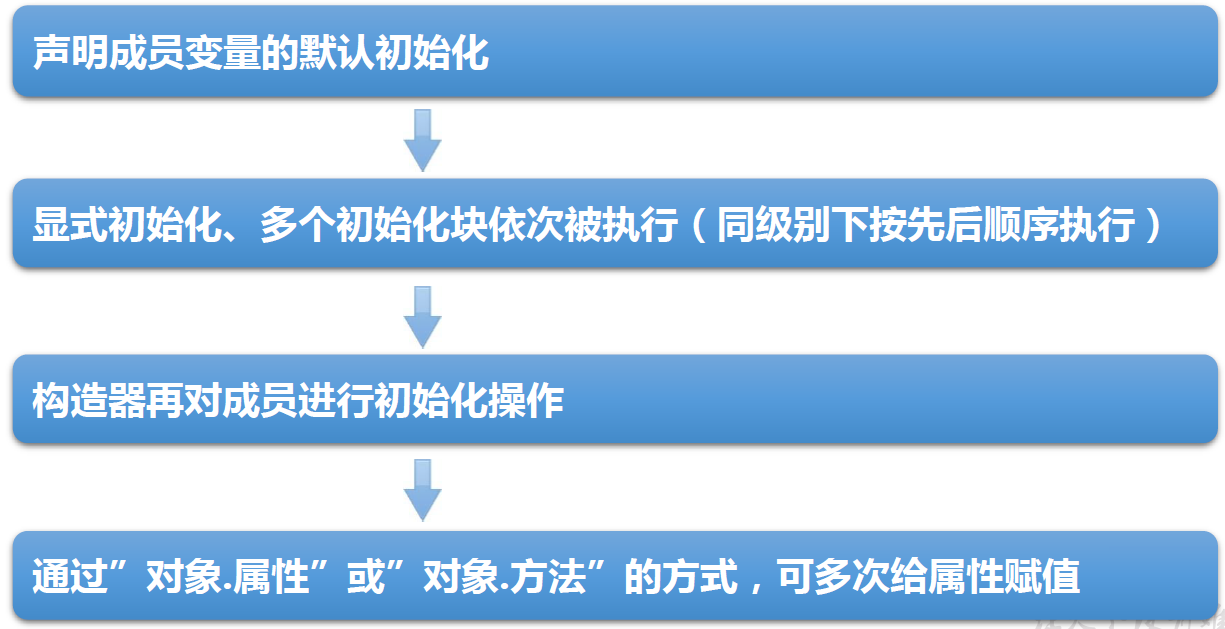 声明成员变量的默认初始化
显式初始化、多个初始化块依次被执行（同级别下按先后顺序执行）
构造器再对成员进行初始化操作
通过”对象.属性”或”对象.方法”的方式，可多次给属性赋值